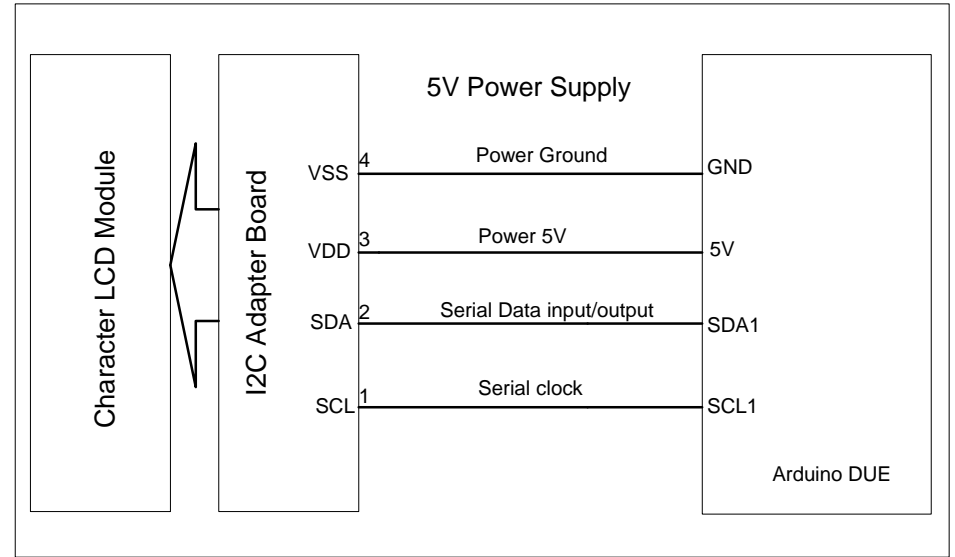 5V Power Supply
Character LCD Module
I2C Adapter Board
VSS 4 Power Ground GND
VDD 3 Power 5V 5V
SDA 2 Serial Data input/output SDA1
SCL 1 Serial clock SCL1
Arduino DUE